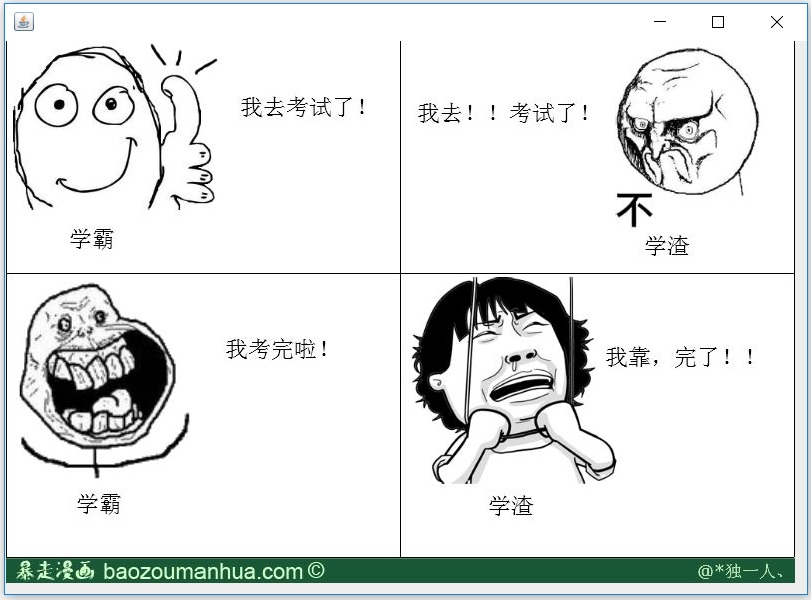 我去考试了！
学霸
我去！！考试了！
不
学渣
我考完啦！
学霸
我靠，完了！！
学渣
暴走漫画 baozoumanhua.com ©
@*独一人、